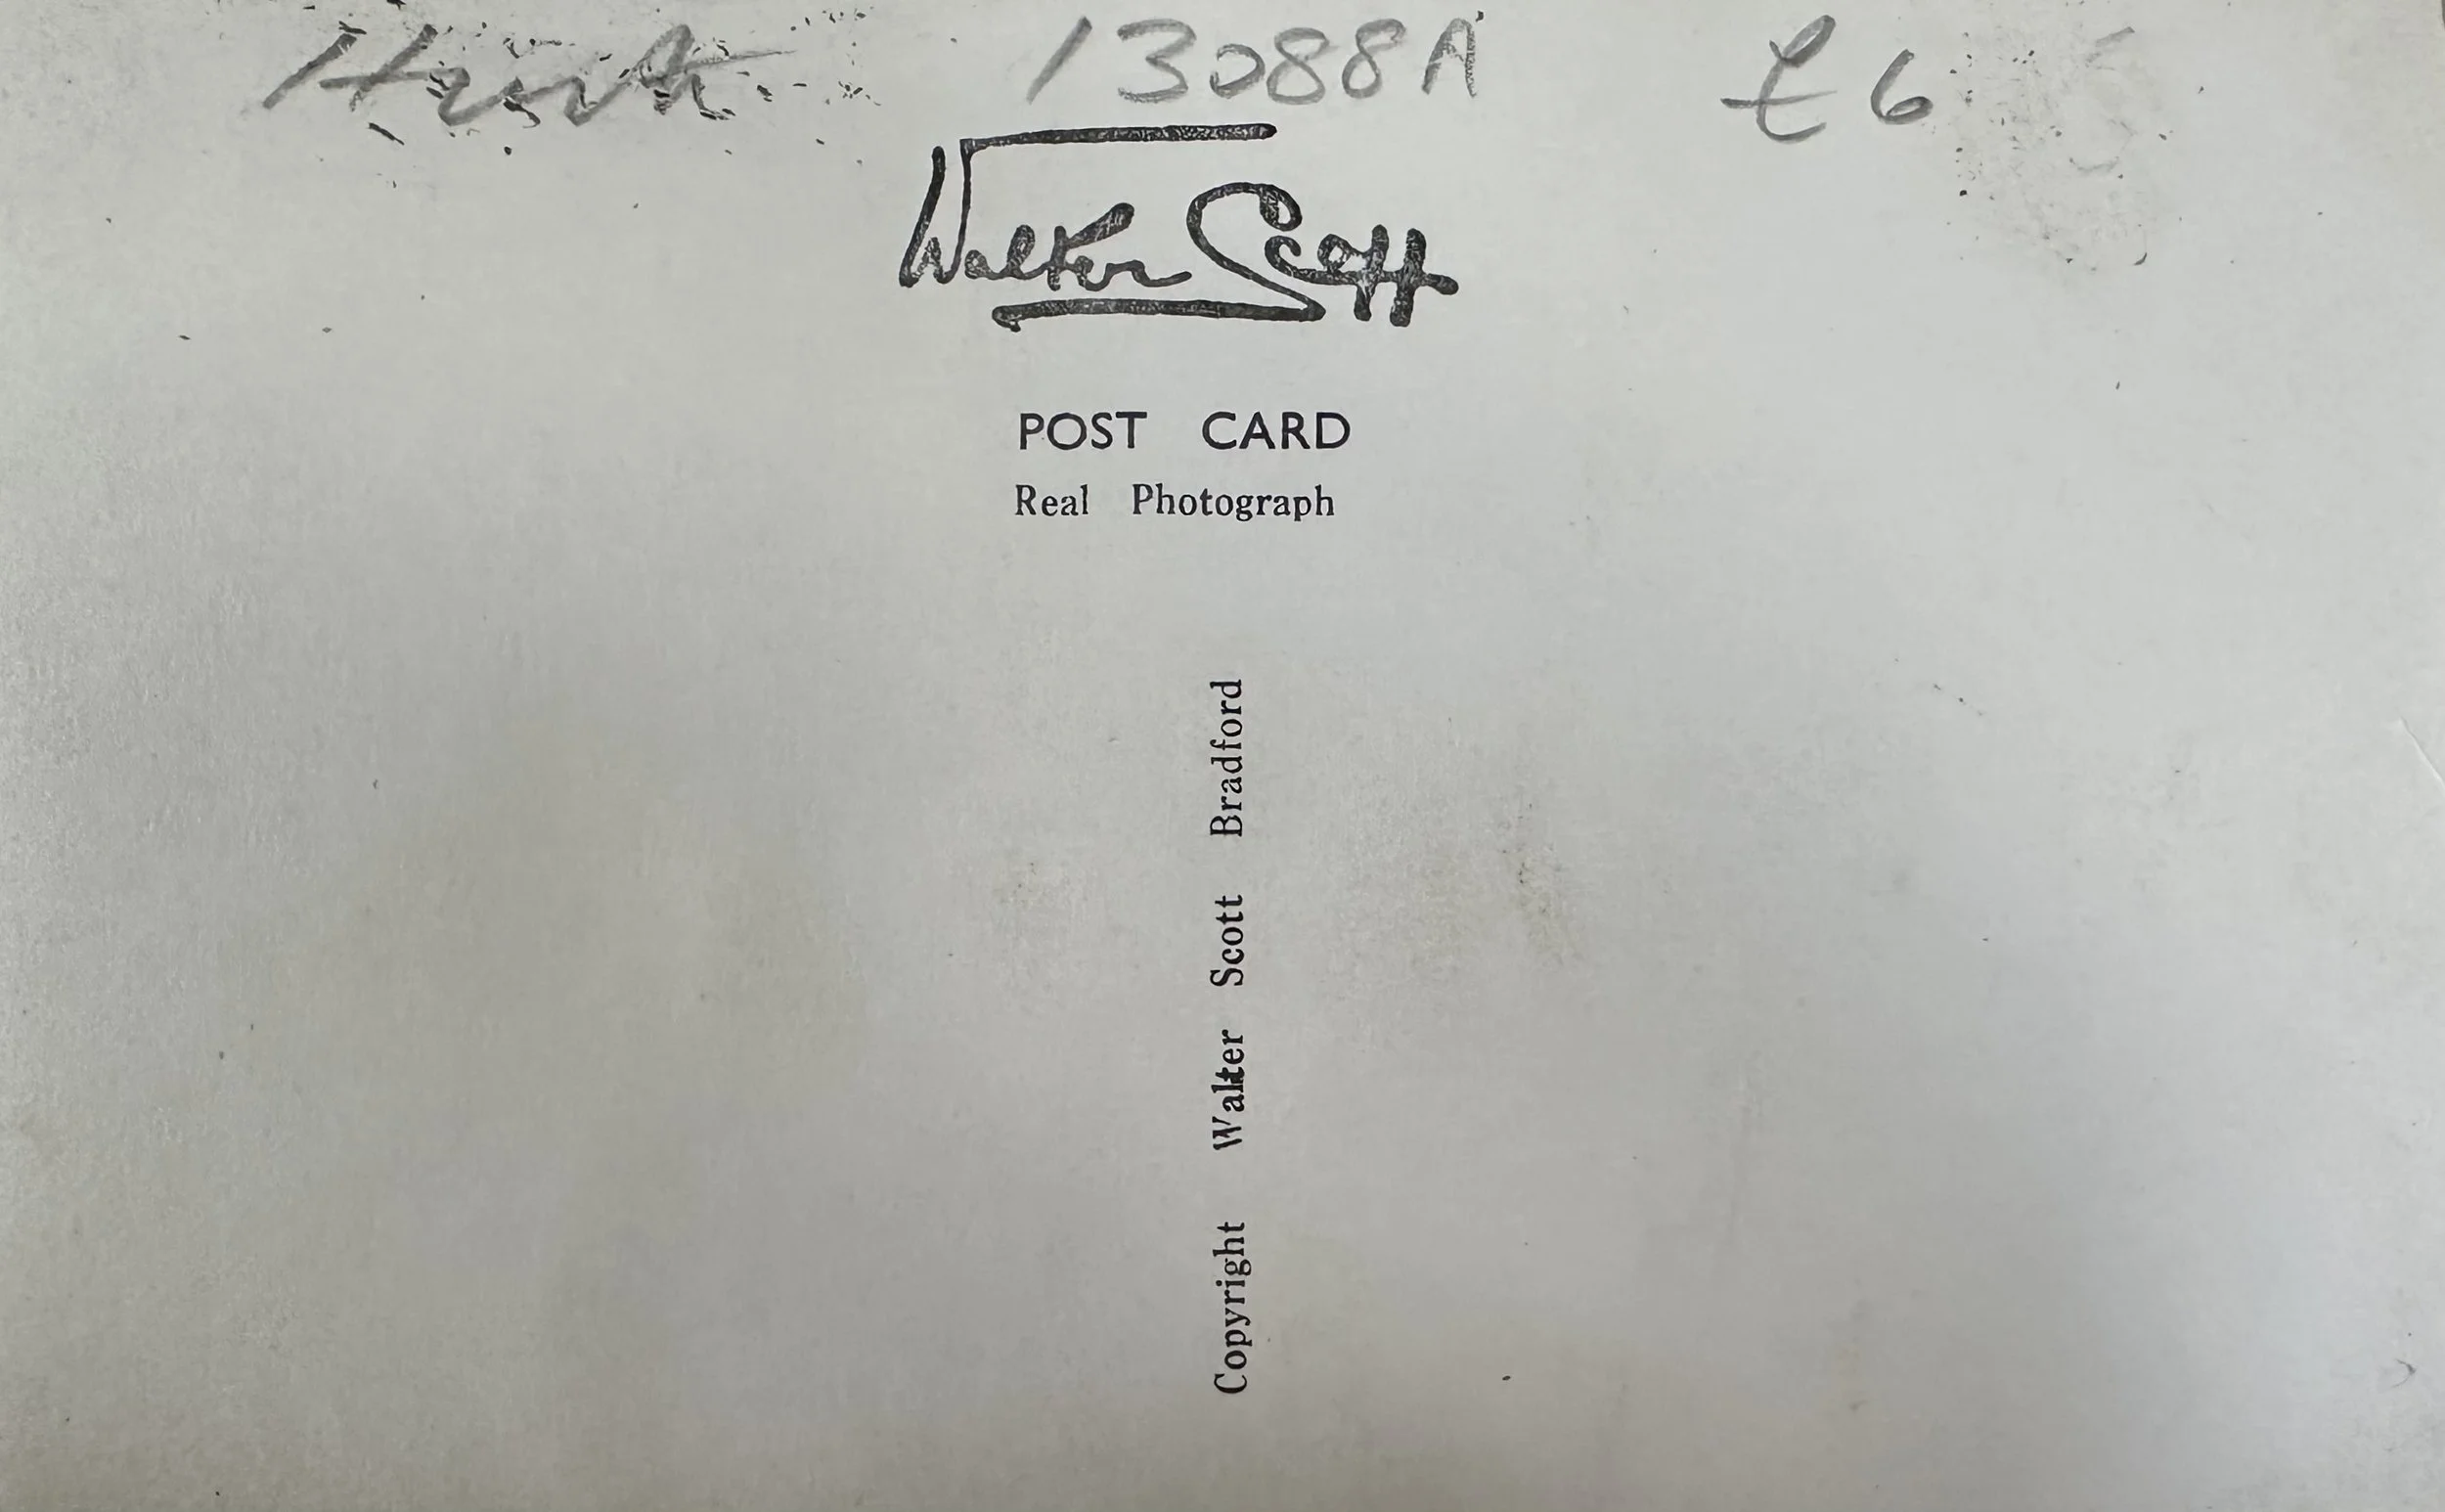 13088A £6
Walter Scott
POST CARD
Real Photograph
Copyright Walter Scott Bradford